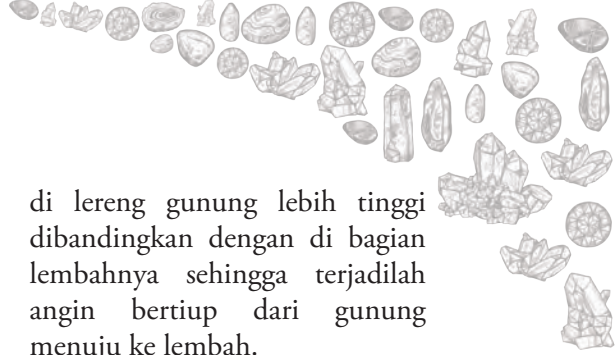 di lereng gunung lebih tinggi
dibandingkan dengan di bagian
lembahnya sehingga terjadilah
angin bertiup dari gunung
menuju ke lembah.